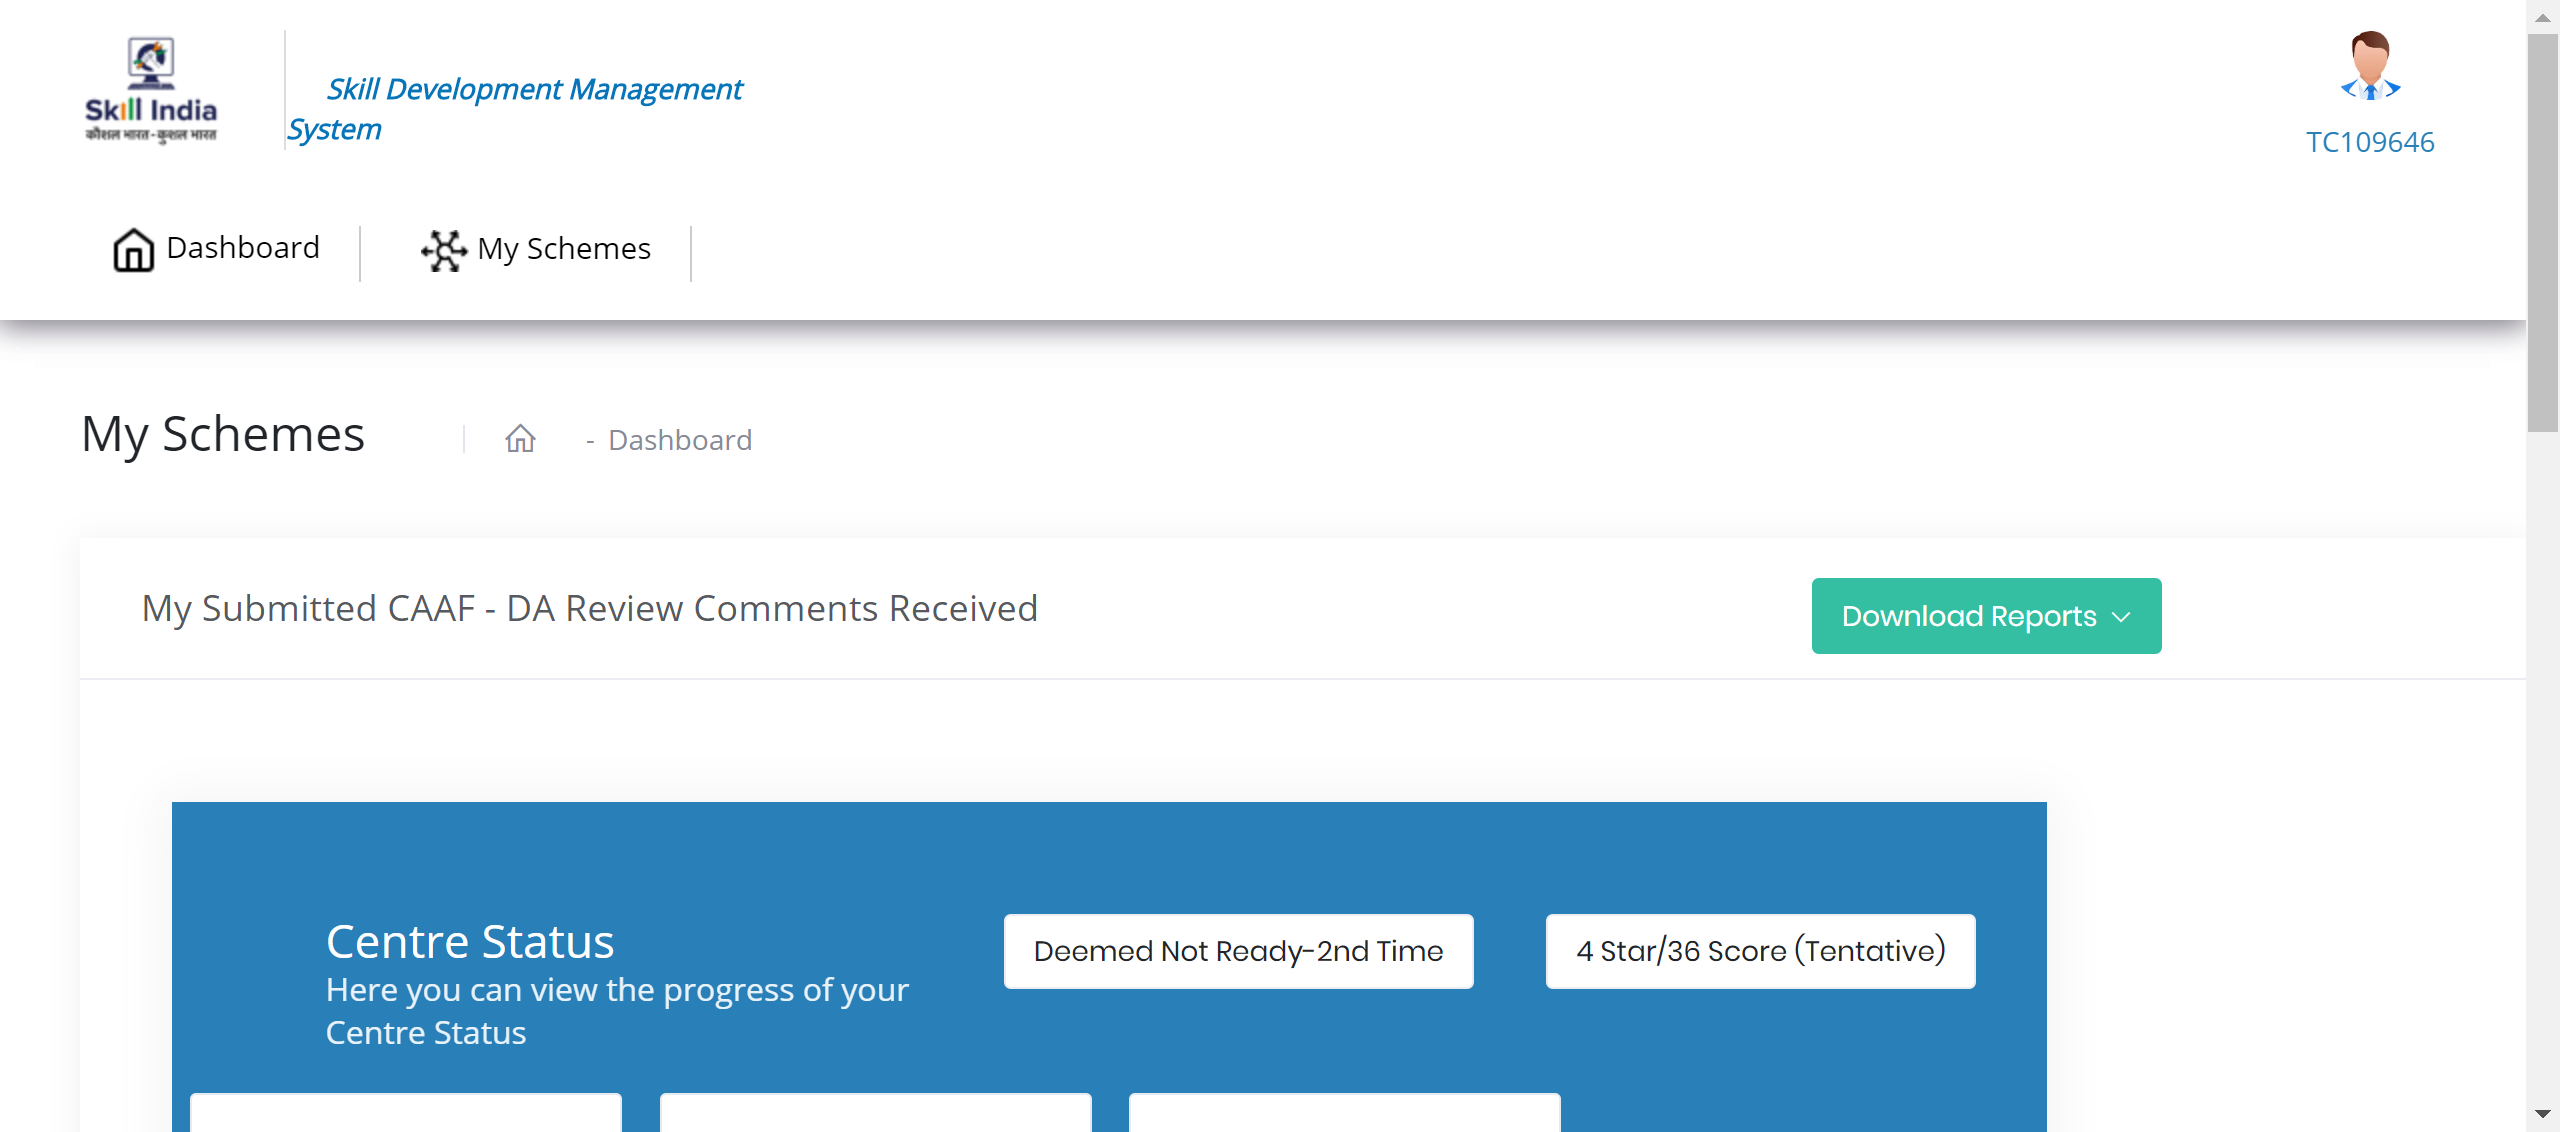 Skill India
कौशल भारत-कुशल भारत
Skill Development Management
System
TC109646
Dashboard
My Schemes
My Schemes
- Dashboard
My Submitted CAAF - DA Review Comments Received
Download Reports
Centre Status
Here you can view the progress of your
Centre Status
Deemed Not Ready-2nd Time
4 Star/36 Score (Tentative)